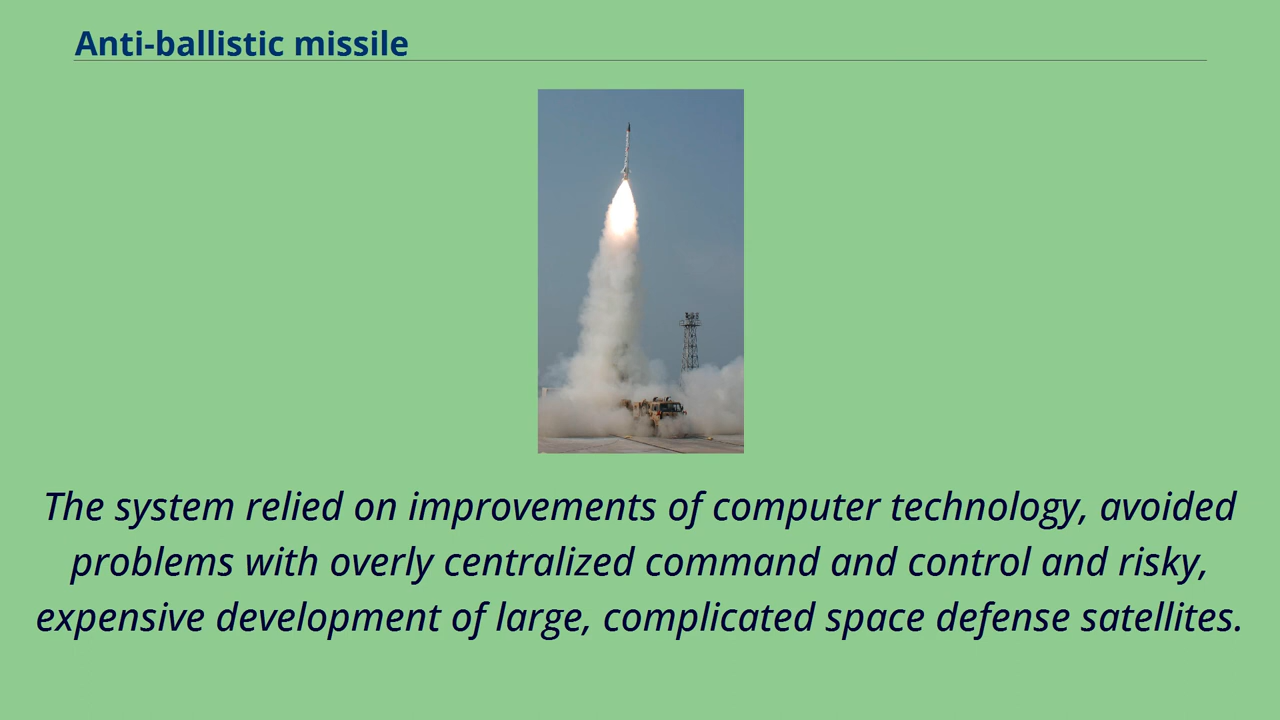 Anti-ballistic missile
The system relied on improvements of computer technology, avoided
problems with overly centralized command and control and risky,
expensive development of large, complicated space defense satellites.